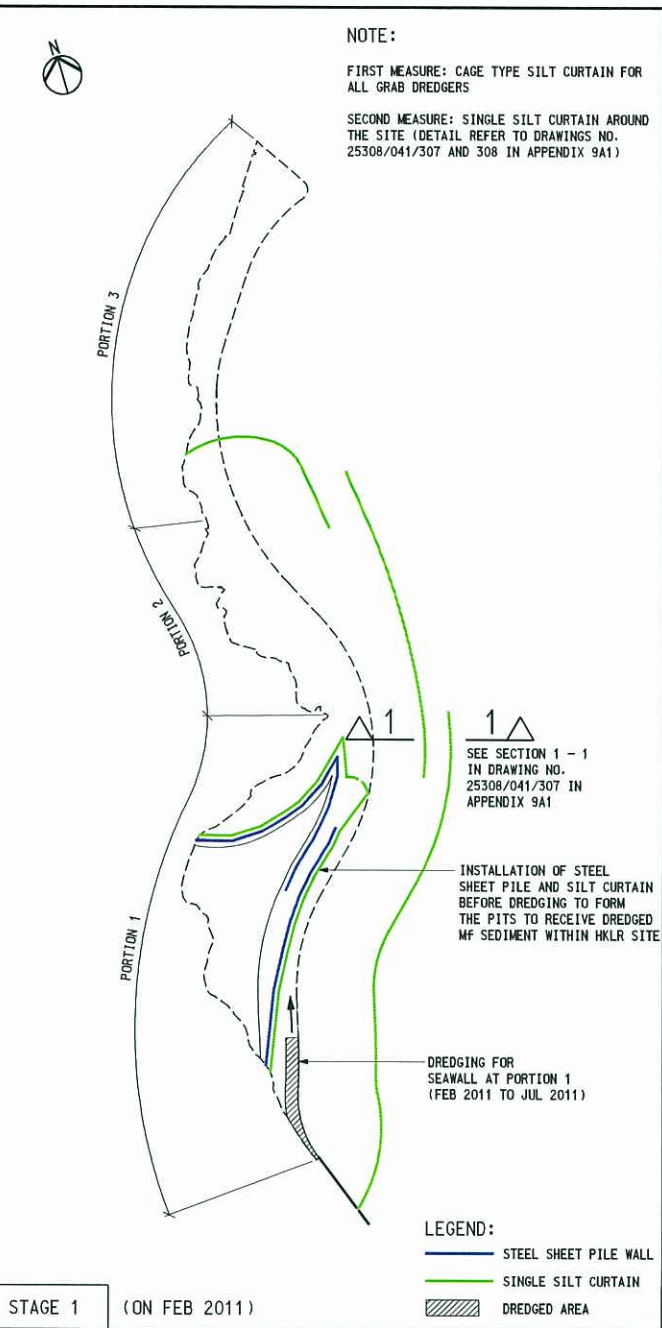 N
NOTE:
FIRST MEASURE: CAGE TYPE SILT CURTAIN FOR
ALL GRAB DREDGERS
SECOND MEASURE: SINGLE SILT CURTAIN AROUND
THE SITE (DETAIL REFER TO DRAWINGS NO.
25308/041/307 AND 308 IN APPENDIX 9A1)
PORTION 3
PORTION 2
1
1
SEE SECTION 1 - 1
IN DRAWING NO.
25308/041/307 IN
APPENDIX 9A1
INSTALLATION OF STEEL
SHEET PILE AND SILT CURTAIN
BEFORE DREDGING TO FORM
THE PITS TO RECEIVE DREDGED
Mf SEDIMENT WITHIN HKLR SITE
PORTION 1
DREDGING FOR
SEAWALL AT PORTION 1
(FEB 2011 TO JUL 2011)
LEGEND:
STEEL SHEET PILE WALL
SINGLE SILT CURTAIN
DREDGED AREA
STAGE 1
(ON FEB 2011)